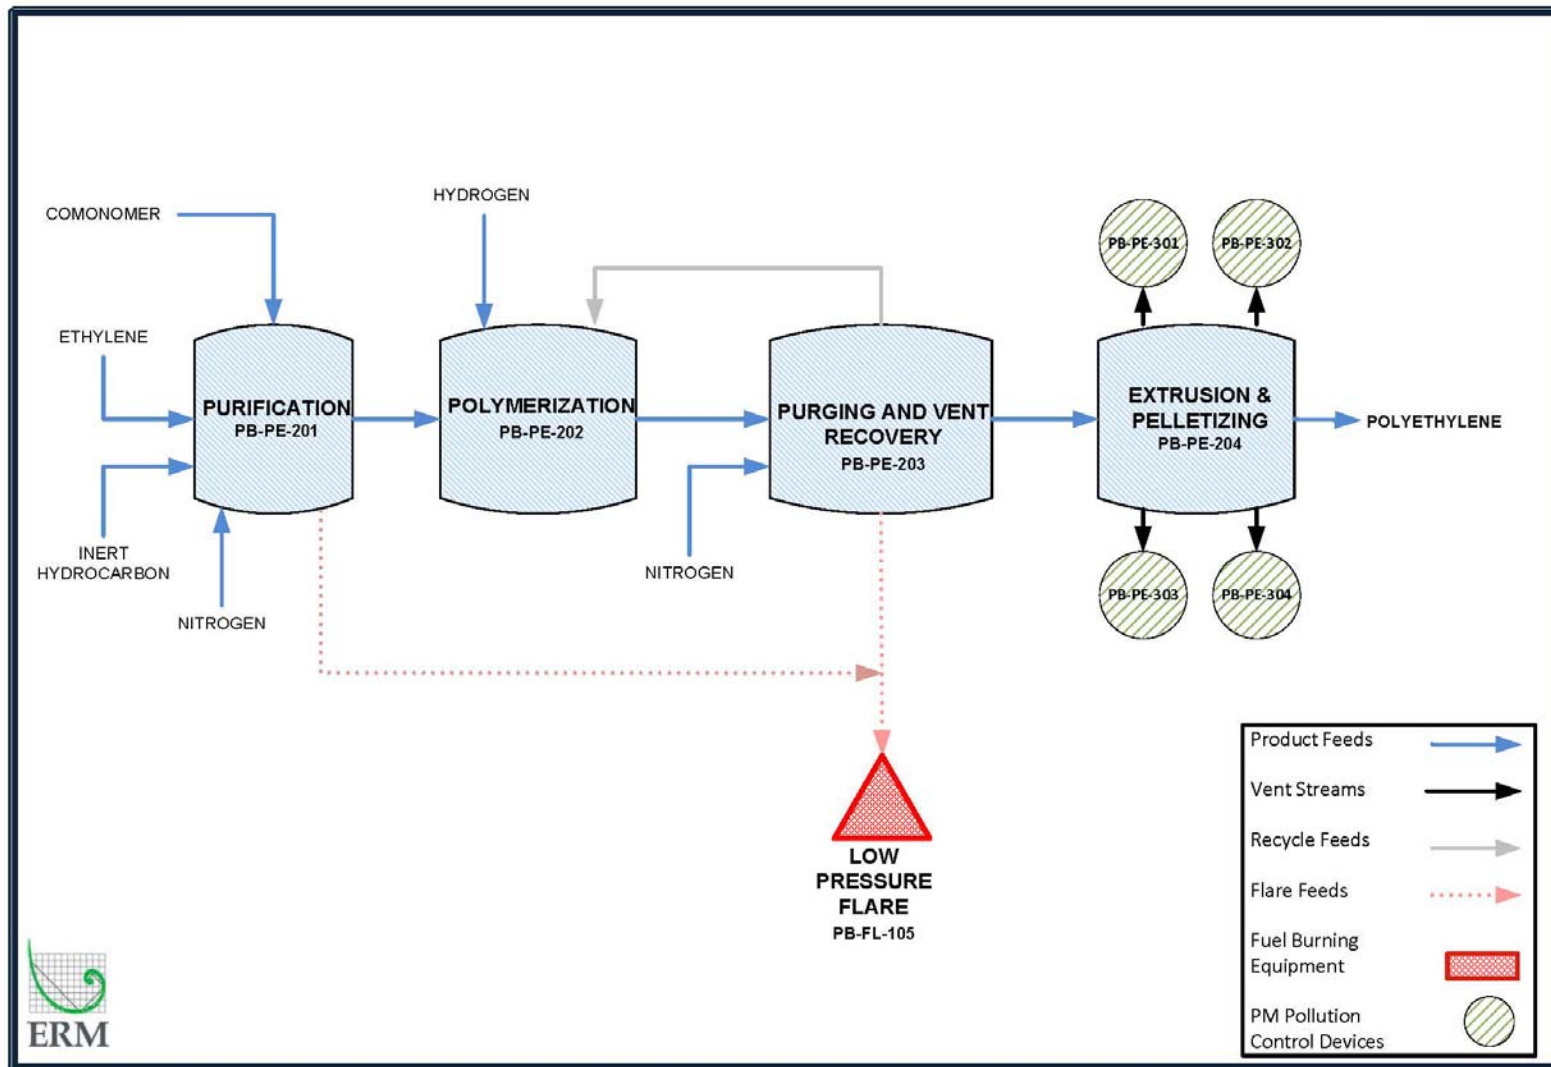 HYDROGEN
COMONOMER
PB-PE-301
PB-PE-302
ETHYLENE
PURIFICATION
PB-PE-201
POLYMERIZATION
PB-PE-202
PURGING AND VENT
RECOVERY
PB-PE-203
EXTRUSION &
PELLETIZING
PB-PE-204
POLYETHYLENE
INERT
HYDROCARBON
NITROGEN
NITROGEN
PB-PE-303
PB-PE-304
LOW
PRESSURE
FLARE
PB-FL-105
Product Feeds
Vent Streams
Recycle Feeds
Flare Feeds
Fuel Burning
Equipment
PM Pollution
Control Devices
ERM